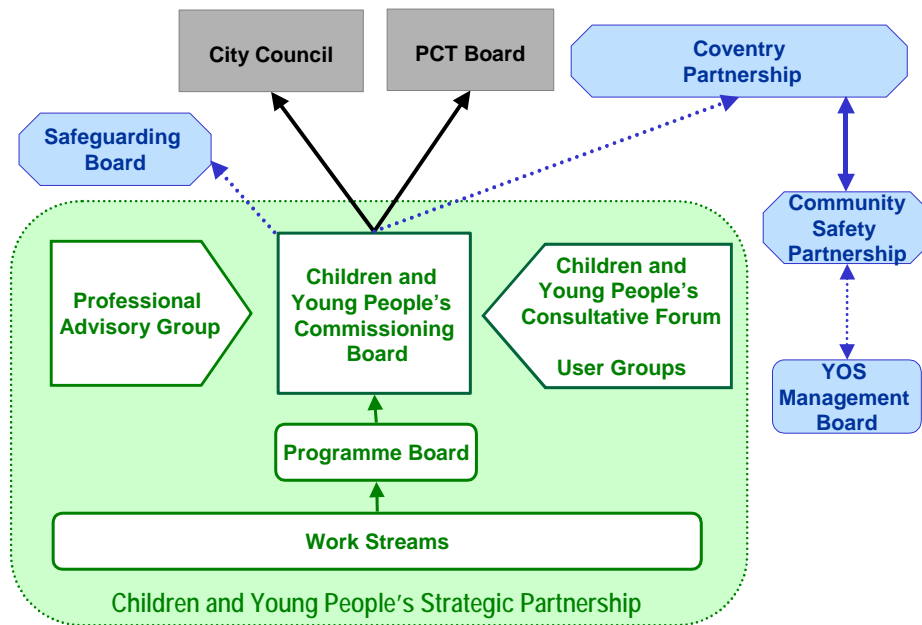 City Council
PCT Board
Coventry
Partnership
Safeguarding
Board
Community
Safety
Partnership
Professional
Advisory Group
Children and
Young People’s
Commissioning
Board
Children and
Young People’s
Consultative Forum
User Groups
YOS
Management
Board
Programme Board
Work Streams
Children and Young People’s Strategic Partnership